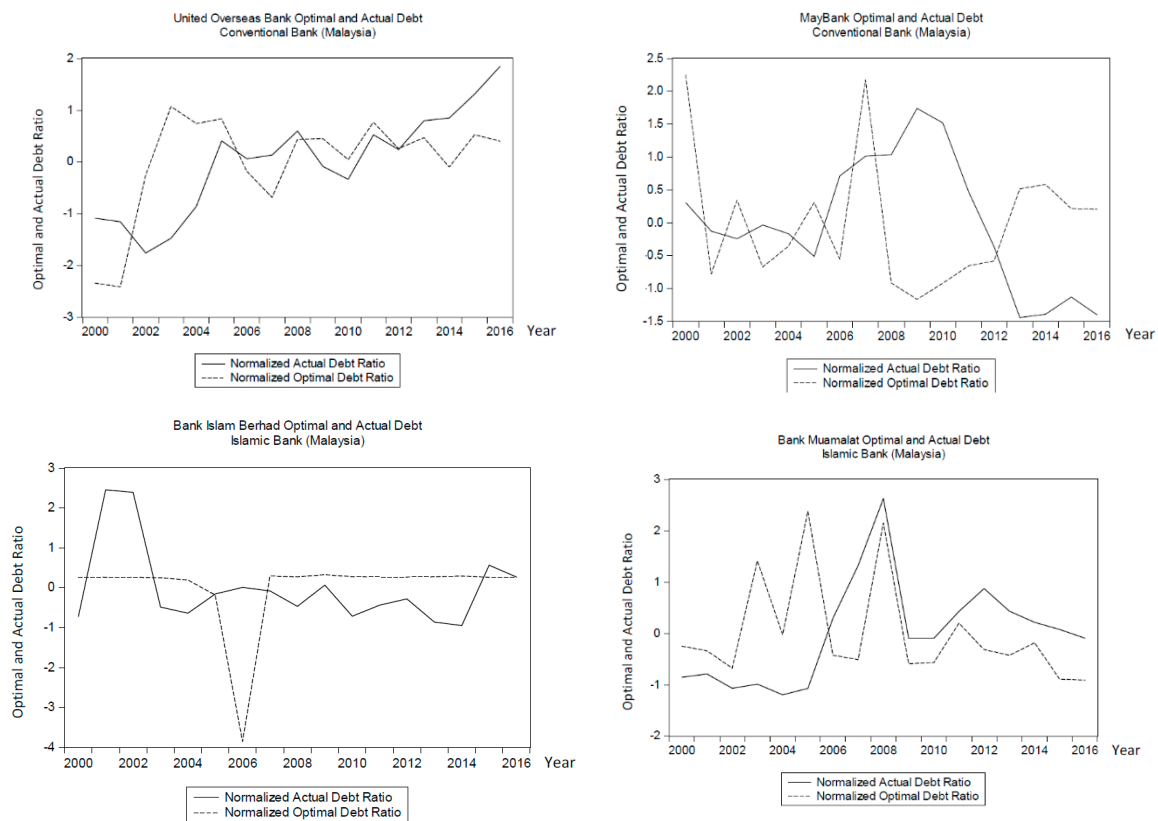 United Overseas Bank Optimal and Actual Debt
Conventional Bank (Malaysia)
Optimal and Actual Debt Ratio
2
1
0
-1
-2
-3
2000 2002 2004 2006 2008 2010 2012 2014 2016 Year
Normalized Actual Debt Ratio
Normalized Optimal Debt Ratio
MayBank Optimal and Actual Debt
Conventional Bank (Malaysia)
Optimal and Actual Debt Ratio
2.5
2.0
1.5
1.0
0.5
0.0
-0.5
-1.0
-1.5
2000 2002 2004 2006 2008 2010 2012 2014 2016 Year
Normalized Actual Debt Ratio
Normalized Optimal Debt Ratio
Bank Islam Berhad Optimal and Actual Debt
Islamic Bank (Malaysia)
Optimal and Actual Debt Ratio
3
2
1
0
-1
-2
-3
-4
2000 2002 2004 2006 2008 2010 2012 2014 2016 Year
Normalized Actual Debt Ratio
Normalized Optimal Debt Ratio
Bank Muamalat Optimal and Actual Debt
Islamic Bank (Malaysia)
Optimal and Actual Debt Ratio
3
2
1
0
-1
-2
2000 2002 2004 2006 2008 2010 2012 2014 2016 Year
Normalized Actual Debt Ratio
Normalized Optimal Debt Ratio